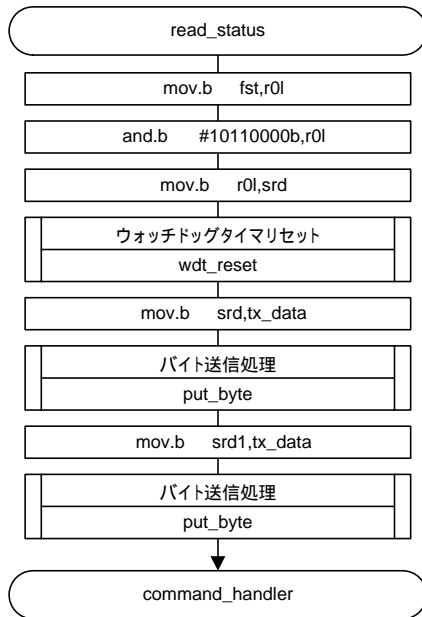 read_status
mov.b fst,r0l
and.b #10110000b,r0l
mov.b r0l,srd
ウォッチドッグタイマリセット
wdt_reset
mov.b srd,tx_data
バイト送信処理
put_byte
mov.b srd1,tx_data
バイト送信処理
put_byte
command_handler